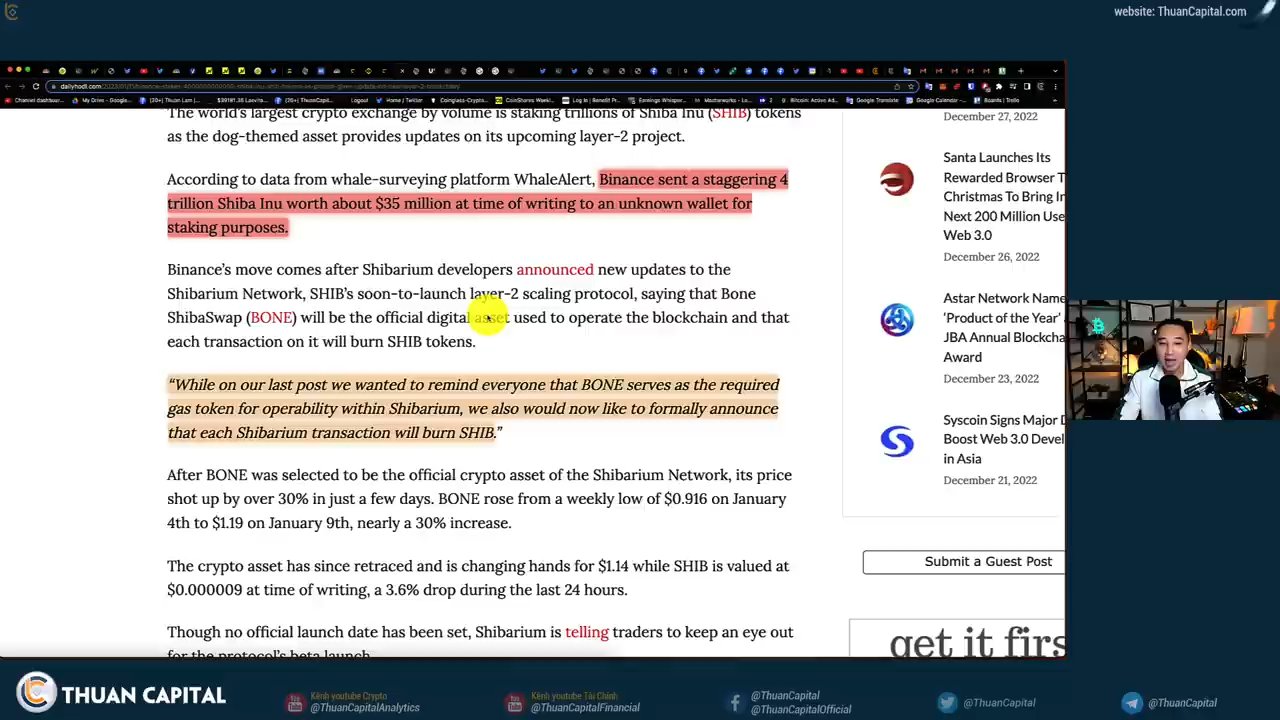 website: ThuanCapital.com
The world's largest crypto exchange by volume is staking trillions of Shiba Inu (SHIB) tokens
as the dog-themed asset provides updates on its upcoming layer-2 project.
According to data from whale-surveying platform WhaleAlert, Binance sent a staggering 4
trillion Shiba Inu worth about $35 million at time of writing to an unknown wallet for
staking purposes.
Binance's move comes after Shibarium developers announced new updates to the
Shibarium Network, SHIB's soon-to-launch layer-2 scaling protocol, saying that Bone
ShibaSwap (BONE) will be the official digital asset used to operate the blockchain and that
each transaction on it will burn SHIB tokens.
“While on our last post we wanted to remind everyone that BONE serves as the required
gas token for operability within Shibarium, we also would now like to formally announce
that each Shibarium transaction will burn SHIB.”
After BONE was selected to be the official crypto asset of the Shibarium Network, its price
shot up by over 30% in just a few days. BONE rose from a weekly low of $0.916 on January
4th to $1.19 on January 9th, nearly a 30% increase.
The crypto asset has since retraced and is changing hands for $1.14 while SHIB is valued at
$0.000009 at time of writing, a 3.6% drop during the last 24 hours.
Though no official launch date has been set, Shibarium is telling traders to keep an eye out
for the protocol's beta launch
December 27, 2022
Santa Launches Its
Rewarded Browser T
Christmas To Bring In
Next 200 Million Use
Web 3.0
December 26, 2022
Astar Network Name
'Product of the Year'
JBA Annual Blockcha
Award
December 23, 2022
Syscoin Signs Major D
Boost Web 3.0 Devel
in Asia
December 21, 2022
Submit a Guest Post
get it firs
THUAN CAPITAL
Kênh youtube Crypto
@ThuanCapitalAnalytics
Kênh youtube Tài Chính
@ThuanCapitalFinancial
@ThuanCapital
@ThuanCapitalOfficial
@ThuanCapital
@ThuanCapital